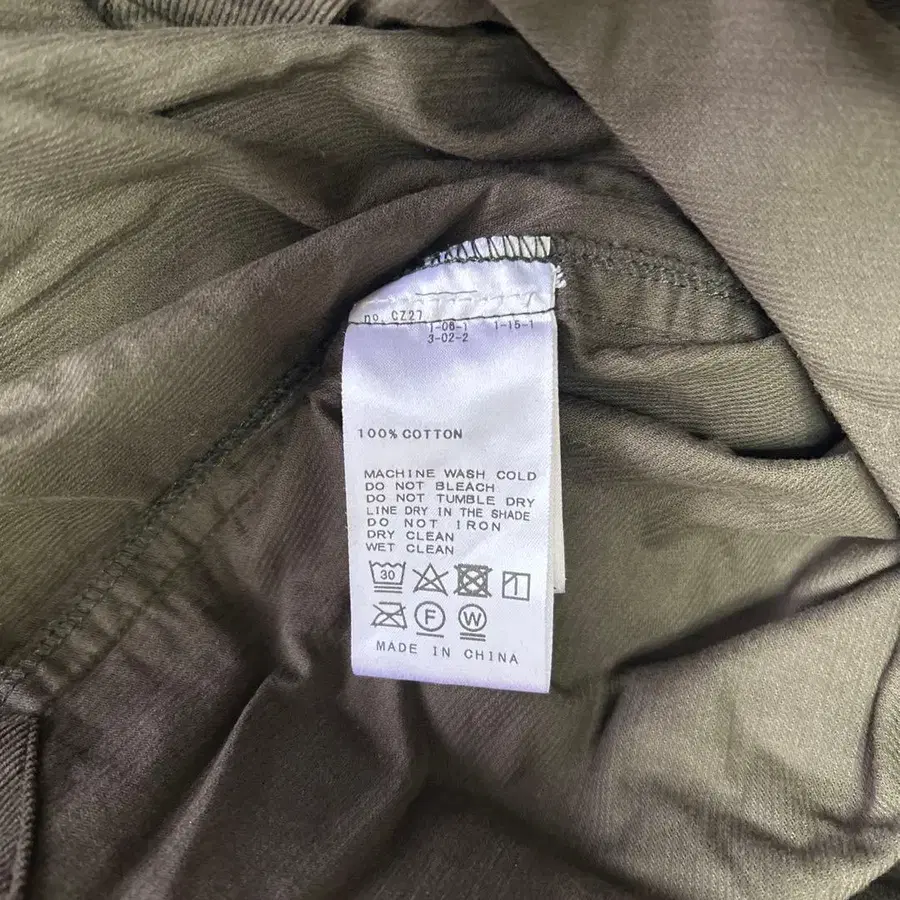 no. CZ27
1-06-1 1-15-1
3-02-2
100% COTTON
MACHINE WASH COLD
DO NOT BLEACH
DO NOT TUMBLE DRY
LINE DRY IN THE SHADE
DO NOT IRON
DRY CLEAN
WET CLEAN
30
F W
MADE IN CHINA